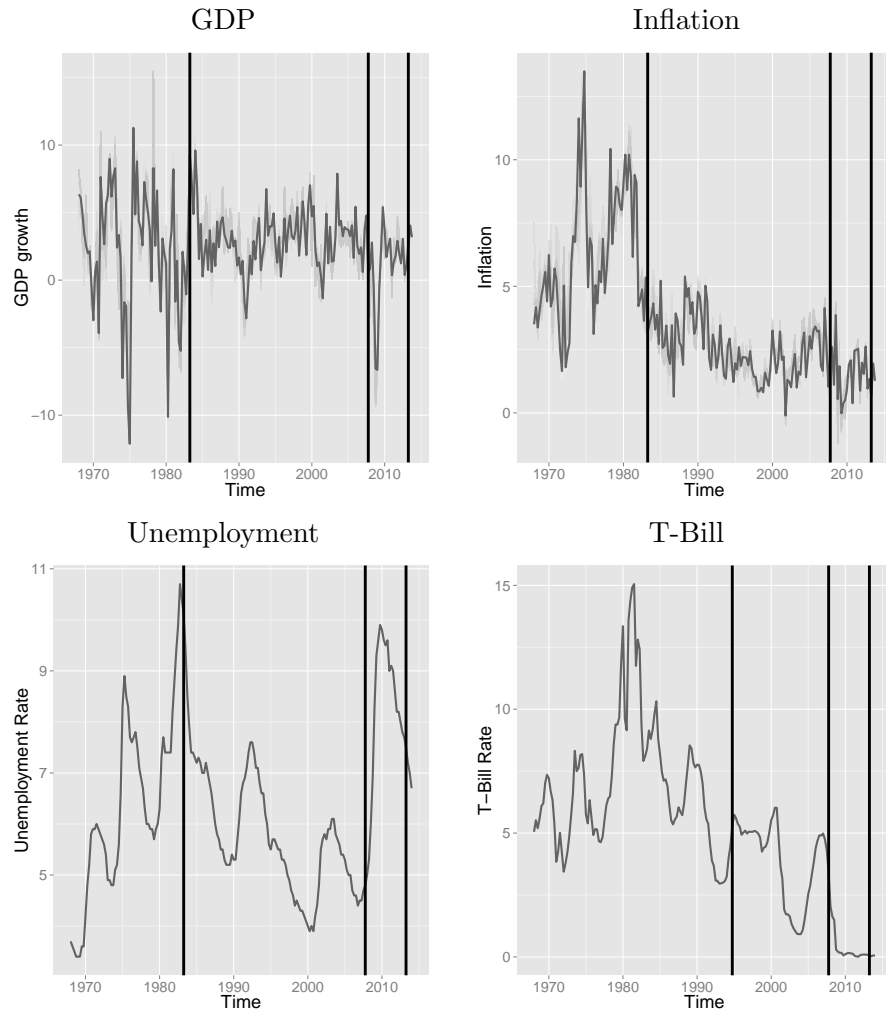 GDP
GDP growth
10
0
−10
1970 1980 1990 2000 2010
Time
Inflation
Inflation
10
5
0
1970 1980 1990 2000 2010
Time
Unemployment
Unemployment Rate
11
9
7
5
1970 1980 1990 2000 2010
Time
T-Bill
T−Bill Rate
15
10
5
0
1970 1980 1990 2000 2010
Time